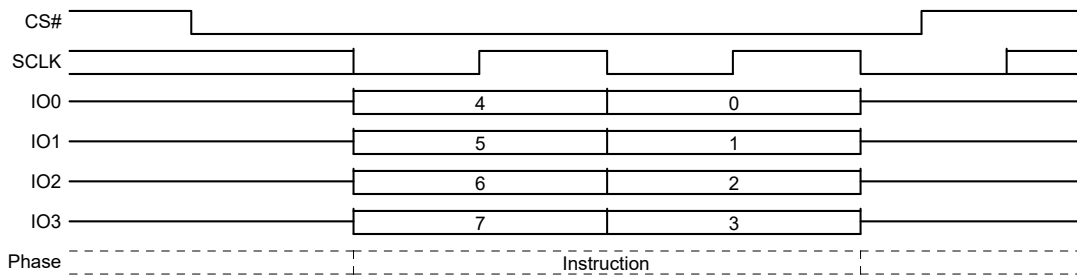 CS#
SCLK
IO0 4 0
IO1 5 1
IO2 6 2
IO3 7 3
Phase Instruction